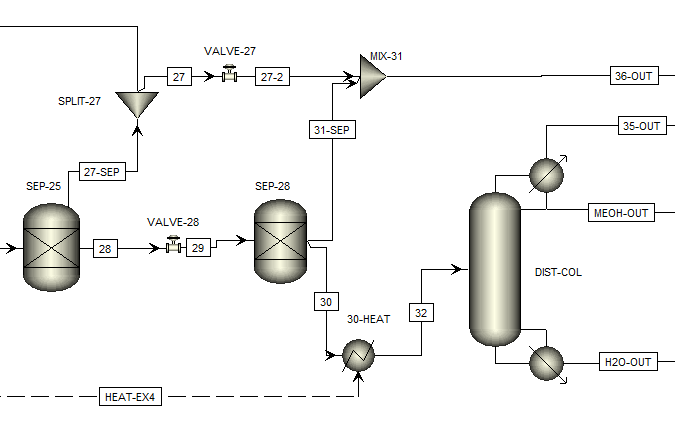 VALVE-27
MIX-31
27
27-2
36-OUT
SPLIT-27
31-SEP
35-OUT
27-SEP
SEP-25
SEP-28
MEOH-OUT
VALVE-28
28
29
DIST-COL
30
30-HEAT
32
H2O-OUT
HEAT-EX4